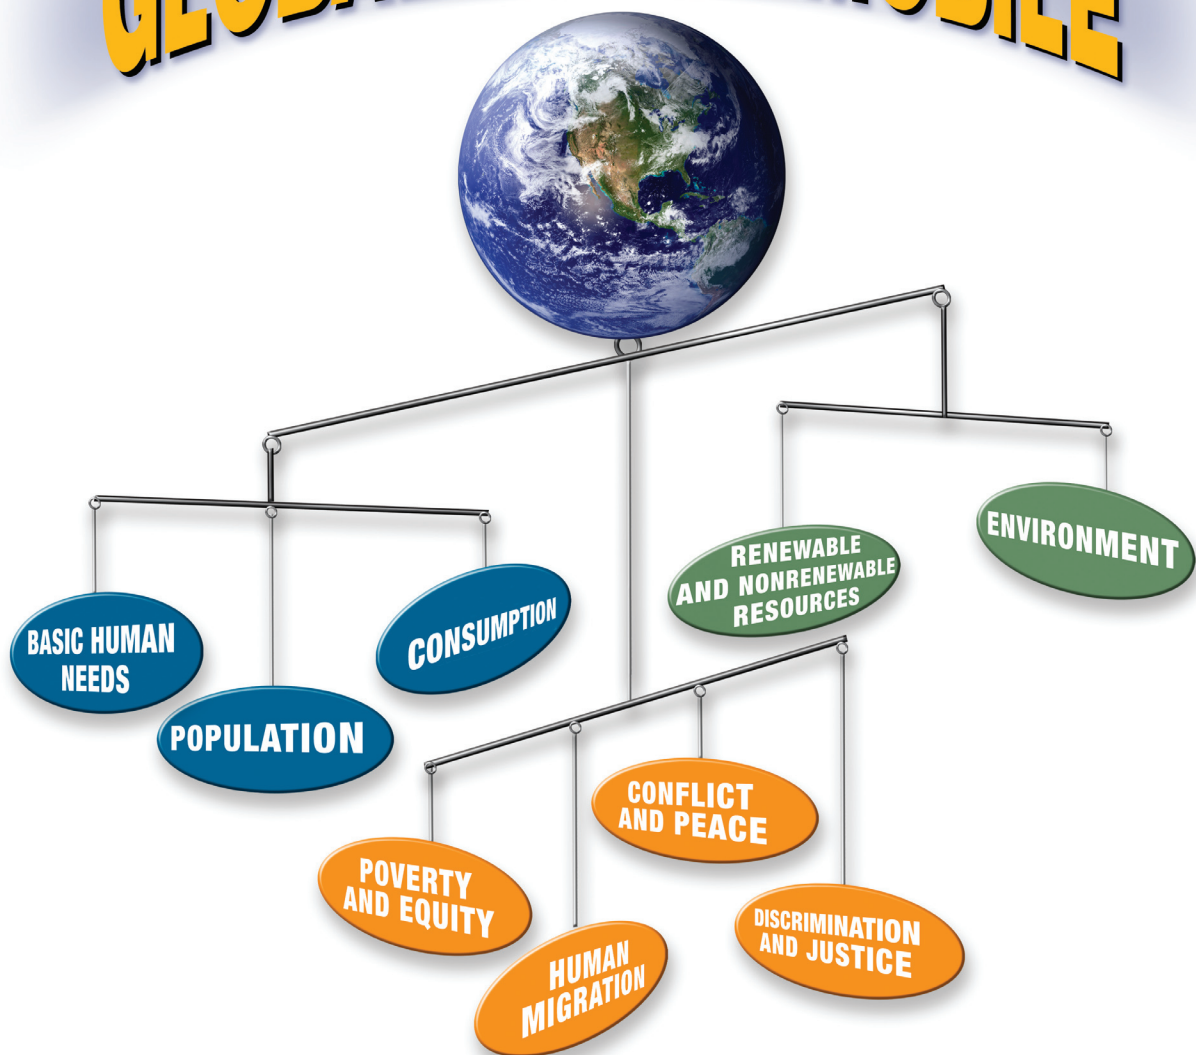 BASIC HUMAN
NEEDS
POPULATION
CONSUMPTION
RENEWABLE
AND NONRENEWABLE
RESOURCES
ENVIRONMENT
POVERTY
AND EQUITY
HUMAN
MIGRATION
CONFLICT
AND PEACE
DISCRIMINATION
AND JUSTICE